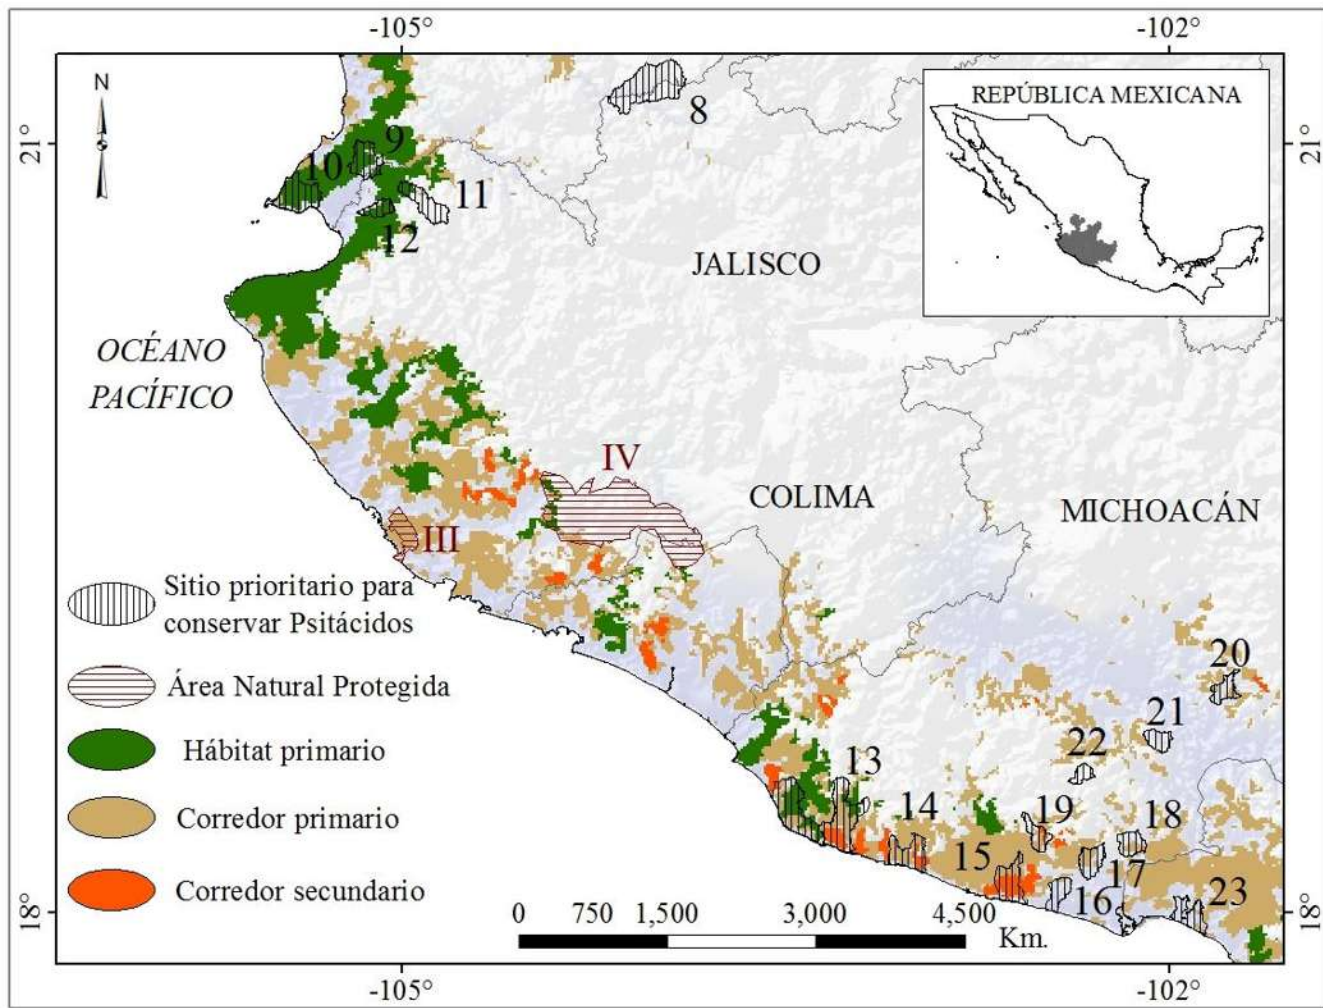 -105°
-102°
N
REPÚBLICA MEXICANA
8
21°
21°
9
10
11
12
JALISCO
OCÉANO
PACÍFICO
IV
COLIMA
MICHOACÁN
III
Sitio prioritario para
conservar Psitácidos
Área Natural Protegida
20
21
Hábitat primario
22
13
Corredor primario
14
19
18
15
17
Corredor secundario
16
23
18°
18°
0 750 1,500 3,000 4,500
Km.
-105°
-102°